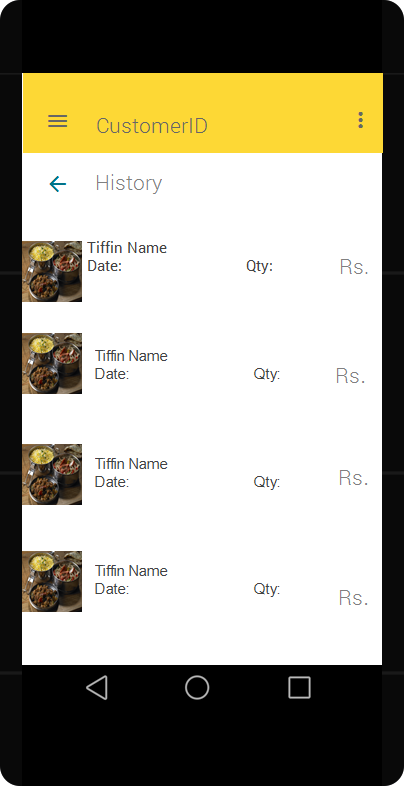 CustomerID
History
Tiffin Name
Date: Qty: Rs.
Tiffin Name
Date: Qty: Rs.
Tiffin Name
Date: Qty: Rs.
Tiffin Name
Date: Qty: Rs.